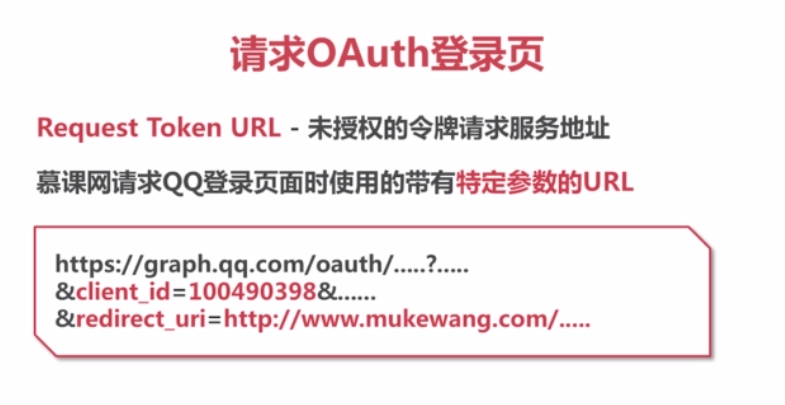 请求OAuth登录页
Request Token URL - 未授权的令牌请求服务地址
慕课网请求QQ登录页面时使用的带有特定参数的URL
https://graph.qq.com/oauth/.....?.....
&client_id=100490398&......
&redirect_uri=http://www.mukewang.com/.....